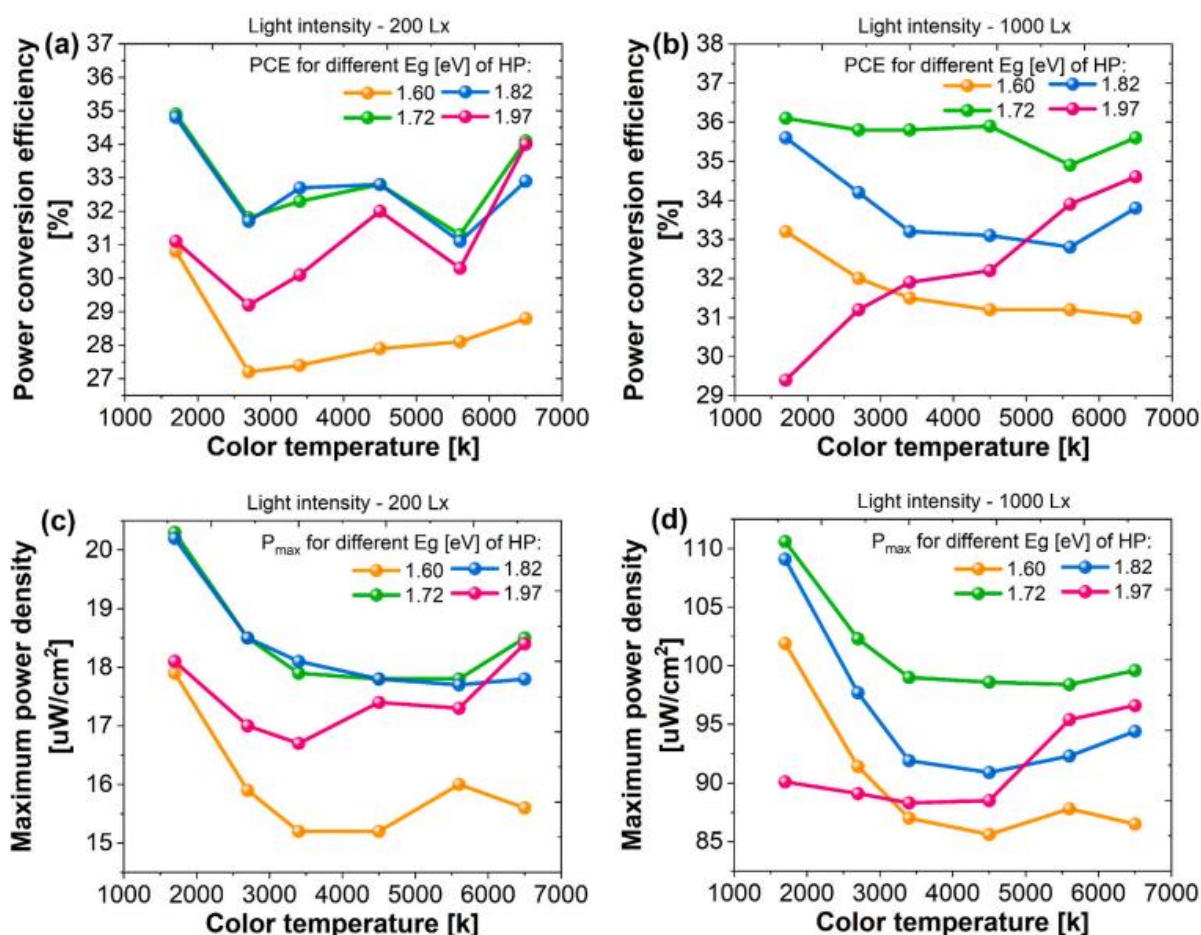 (a)
Light intensity - 200 Lx
Power conversion efficiency
[%]
37
36
35
34
33
32
31
30
29
28
27
PCE for different Eg [eV] of HP:
1.60 1.82
1.72 1.97
1000 2000 3000 4000 5000 6000 7000
Color temperature [k]
(b)
Light intensity - 1000 Lx
Power conversion efficiency
[%]
38
37
36
35
34
33
32
31
30
29
PCE for different Eg [eV] of HP:
1.60 1.82
1.72 1.97
1000 2000 3000 4000 5000 6000 7000
Color temperature [k]
(c)
Light intensity - 200 Lx
Maximum power density
[uW/cm²]
20
19
18
17
16
15
Pmax for different Eg [eV] of HP:
1.60 1.82
1.72 1.97
1000 2000 3000 4000 5000 6000 7000
Color temperature [k]
(d)
Light intensity - 1000 Lx
Maximum power density
[uW/cm²]
110
105
100
95
90
85
Pmax for different Eg [eV] of HP:
1.60 1.82
1.72 1.97
1000 2000 3000 4000 5000 6000 7000
Color temperature [k]